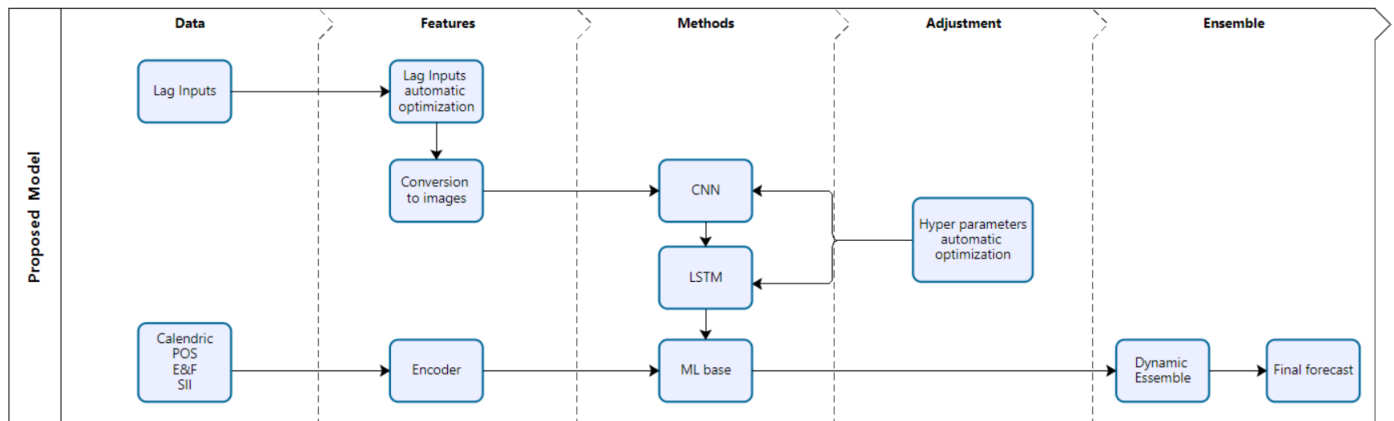 Data
Features
Methods
Adjustment
Ensemble
Proposed Model
Lag Inputs
Lag Inputs
automatic
optimization
Conversion
to images
CNN
Hyper parameters
automatic
optimization
LSTM
Calendric
POS
E&F
SII
Encoder
ML base
Dynamic
Essemble
Final forecast